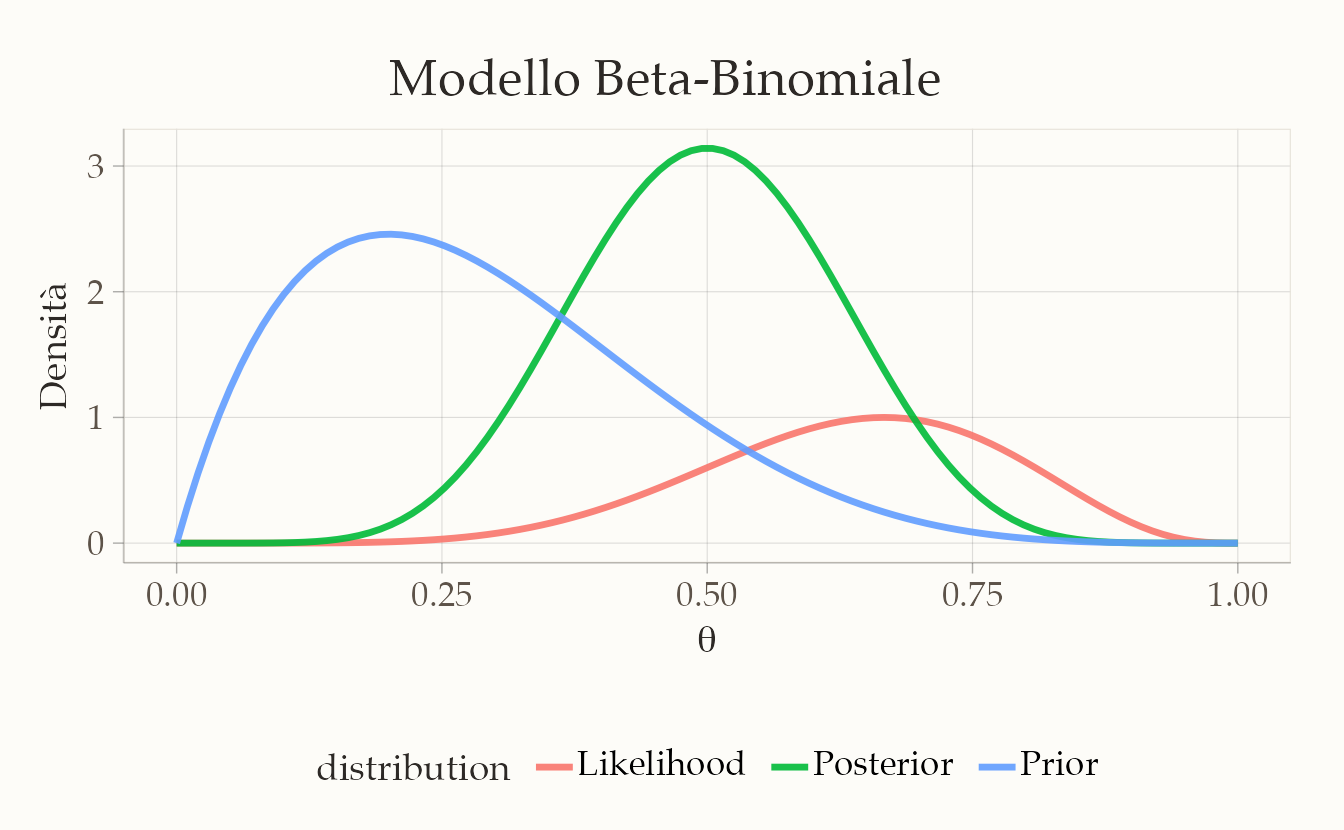 Modello Beta-Binomiale
Densità
3
2
1
0
0.00 0.25 0.50 0.75 1.00
θ
distribution Likelihood Posterior Prior